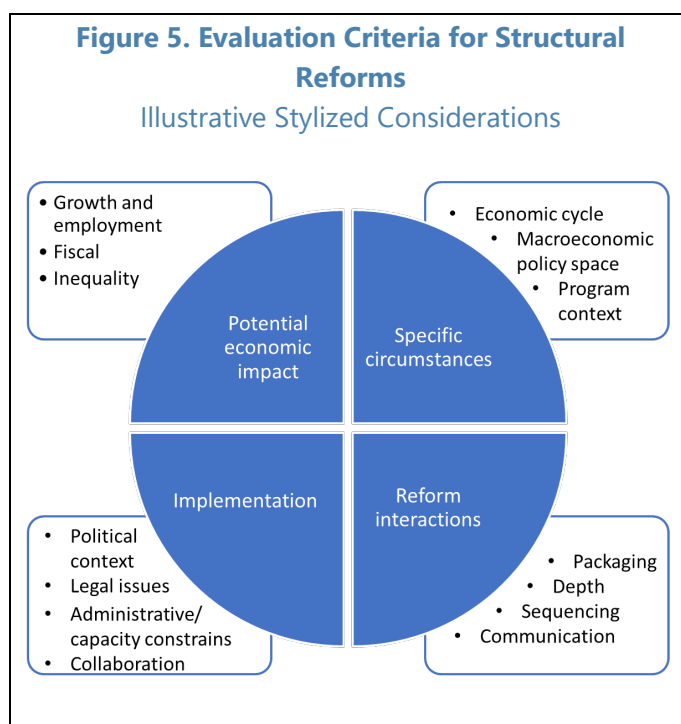 Figure 5. Evaluation Criteria for Structural
Reforms
Illustrative Stylized Considerations
• Growth and
employment
• Fiscal
• Inequality
• Economic cycle
• Macroeconomic
policy space
• Program
context
Potential
economic
impact
Specific
circumstances
Implementation
Reform
interactions
• Political
context
• Legal issues
• Administrative/
capacity constrains
• Collaboration
• Packaging
• Depth
• Sequencing
• Communication